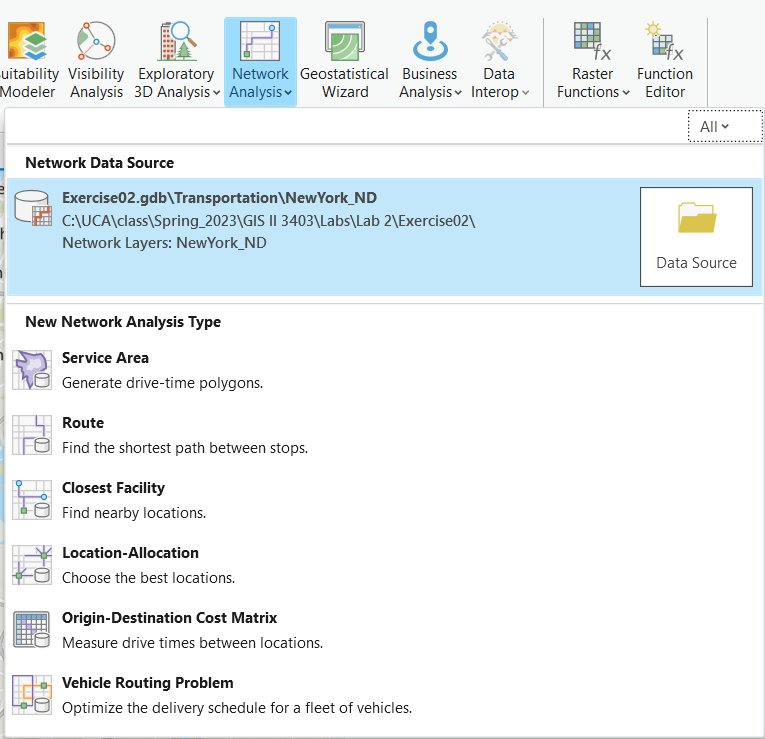 uitability Visibility Exploratory Network Geostatistical Business Data Raster Function
Modeler Analysis 3D Analysis Analysis Wizard Analysis Interop Functions Editor
All
Network Data Source
Exercise02.gdb\Transportation\NewYork_ND
C:\UCA\class\Spring_2023\GIS II 3403\Labs\Lab 2\Exercise02\
Network Layers: NewYork_ND
Data Source
New Network Analysis Type
Service Area
Generate drive-time polygons.
Route
Find the shortest path between stops.
Closest Facility
Find nearby locations.
Location-Allocation
Choose the best locations.
Origin-Destination Cost Matrix
Measure drive times between locations.
Vehicle Routing Problem
Optimize the delivery schedule for a fleet of vehicles.